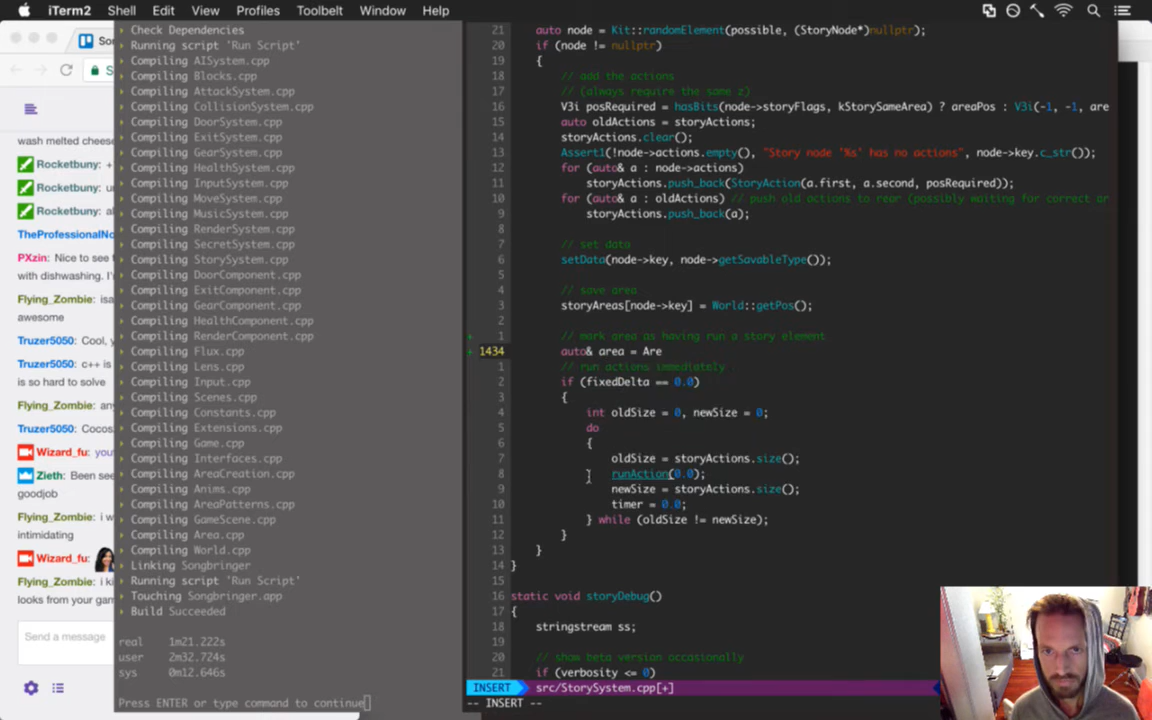 iTerm2 Shell Edit View Profiles Toolbelt Window Help
wash melted cheese
Rocketbuny: +
Rocketbuny:
Rocketbuny:
PXzin: Nice to see
with dishwashing.
Flying_Zombie:
awesome
Truzer5050: Cool,
Truzer5050: c++ is
is so hard to solve
Flying_Zombie:
Truzer5050:
Wizard_fu:
Zieth: Been see
goodjob
Flying_Zombie: i
intimidating
Wizard_fu:
Flying_Zombie: i
looks from your
Send a message
Check Dependencies
Running script 'Run Script'
Compiling AISystem.cpp
Compiling Blocks.cpp
Compiling AttackSystem.cpp
Compiling CollisionSystem.cpp
Compiling DoorSystem.cpp
Compiling ExitSystem.cpp
Compiling GearSystem.cpp
Compiling HealthSystem.cpp
Compiling InputSystem.cpp
Compiling MoveSystem.cpp
Compiling MusicSystem.cpp
Compiling RenderSystem.cpp
Compiling SecretSystem.cpp
Compiling StorySystem.cpp
Compiling DoorComponent.cpp
Compiling ExitComponent.cpp
Compiling GearComponent.cpp
Compiling HealthComponent.cpp
Compiling RenderComponent.cpp
Compiling Flux.cpp
Compiling Lens.cpp
Compiling Input.cpp
Compiling Scenes.cpp
Compiling Constants.cpp
Compiling Extensions.cpp
Compiling Game.cpp
Compiling Interfaces.cpp
Compiling AreaCreation.cpp
Compiling Anims.cpp
Compiling AreaPatterns.cpp
Compiling GameScene.cpp
Compiling Area.cpp
Compiling World.cpp
Linking Songbringer
Running script 'Run Script'
Touching Songbringer.app
Build Succeeded
real 1m21.222s
user 2m32.724s
sys 0m12.646s
Press ENTER or type command to continue
21 auto node = Kit::randomElement(possible, (StoryNode*)nullptr);
20 if (node != nullptr)
19 {
18 // add the actions
17 // (always require the same z)
16 V3i posRequired = hasBits(node->storyFlags, kStorySameArea) ? areaPos : V3i(-1, -1, are
15 auto oldActions = storyActions;
14 storyActions.clear();
13 Assert1(!node->actions.empty(), "Story node '%s' has no actions", node->key.c_str());
12 for (auto& a : node->actions)
11 storyActions.push_back(StoryAction(a.first, a.second, posRequired));
10 for (auto& a : oldActions) // push old actions to rear (possibly waiting for correct ar
9 storyActions.push_back(a);
8
7 // set data
6 setData(node->key, node->getSavableType());
5
4 // save area
3 storyAreas[node->key] = World::getPos();
2
1 // mark area as having run a story element
1434 auto& area = Are
1 // run actions immediately
2 if (fixedDelta == 0.0)
3 {
4 int oldSize = 0, newSize = 0;
5 do
6 {
7 oldSize = storyActions.size();
8 runAction(0.0);
9 newSize = storyActions.size();
10 timer = 0.0;
11 } while (oldSize != newSize);
12 }
13 }
14 }
15
16 static void storyDebug()
17 {
18 stringstream ss;
19
20 // sham beta version occasionally
21 if (verbosity <= 0)
INSERT src/StorySystem.cpp[+]
-- INSERT --